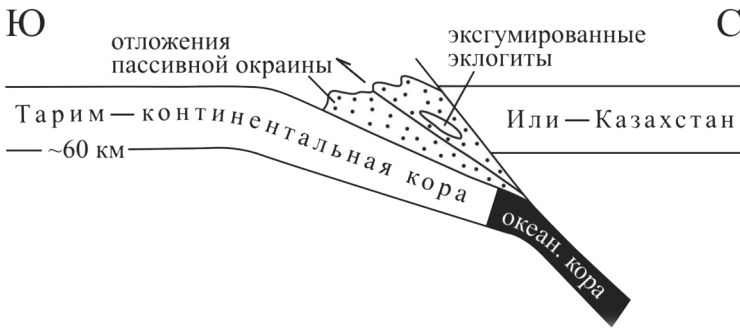 Ю
С
отложения
пассивной окраины
эксгумированные
эклогиты
Тарим — континентальная кора
Или — Казахстан
~60 км
океан. кора